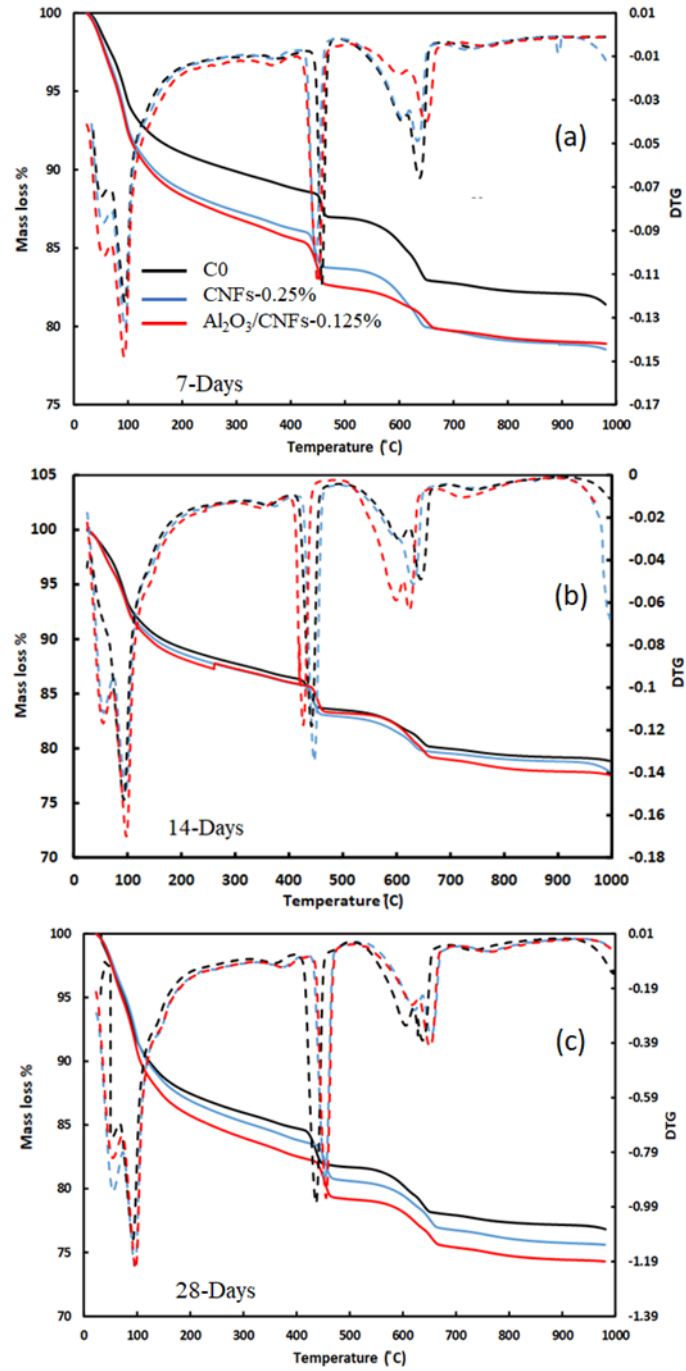 100
95
90
85
80
75
0.01
-0.01
-0.03
-0.05
-0.07
-0.09
-0.11
-0.13
-0.15
-0.17
Mass loss %
DTG
(a)
--
C0
CNFs-0.25%
Al₂O₃/CNFs-0.125%
7-Days
0 100 200 300 400 500 600 700 800 900 1000
Temperature (˚C)
105
100
95
90
85
80
75
70
0
-0.02
-0.04
-0.06
-0.08
-0.1
-0.12
-0.14
-0.16
-0.18
Mass loss %
DTG
(b)
14-Days
0 100 200 300 400 500 600 700 800 900 1000
Temperature (˚C)
100
95
90
85
80
75
70
0.01
-0.19
-0.39
-0.59
-0.79
-0.99
-1.19
-1.39
Mass loss %
DTG
(c)
28-Days
0 100 200 300 400 500 600 700 800 900 1000
Temperature (˚C)